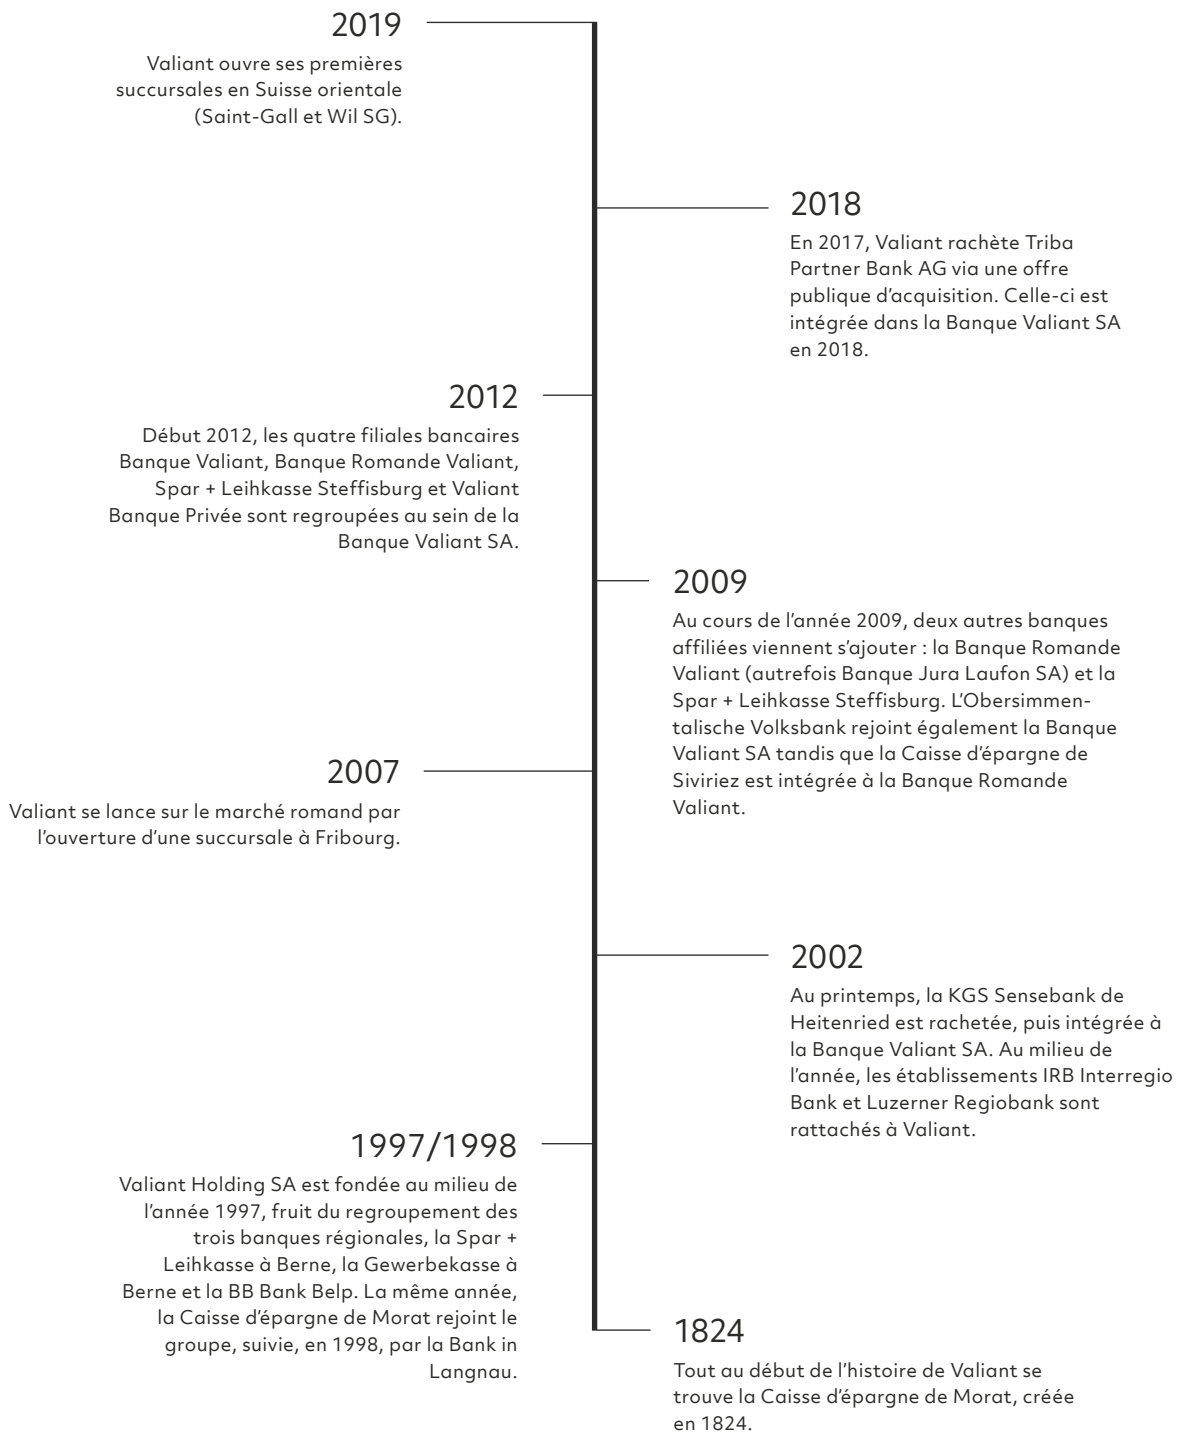 2019
Valiant ouvre ses premières
succursales en Suisse orientale
(Saint-Gall et Wil SG).
2018
En 2017, Valiant rachète Triba
Partner Bank AG via une offre
publique d’acquisition. Celle-ci est
intégrée dans la Banque Valiant SA
en 2018.
2012
Début 2012, les quatre filiales bancaires
Banque Valiant, Banque Romande Valiant,
Spar + Leihkasse Steffisburg et Valiant
Banque Privée sont regroupées au sein de la
Banque Valiant SA.
2009
Au cours de l’année 2009, deux autres banques
affiliées viennent s’ajouter : la Banque Romande
Valiant (autrefois Banque Jura Laufon SA) et la
Spar + Leihkasse Steffisburg. L’Obersimmen-
talische Volksbank rejoint également la Banque
Valiant SA tandis que la Caisse d’épargne de
Siviriez est intégrée à la Banque Romande
Valiant.
2007
Valiant se lance sur le marché romand par
l’ouverture d’une succursale à Fribourg.
2002
Au printemps, la KGS Sensebank de
Heitenried est rachetée, puis intégrée à
la Banque Valiant SA. Au milieu de
l’année, les établissements IRB Interregio
Bank et Luzerner Regiobank sont
rattachés à Valiant.
1997/1998
Valiant Holding SA est fondée au milieu de
l’année 1997, fruit du regroupement des
trois banques régionales, la Spar +
Leihkasse à Berne, la Gewerbekasse à
Berne et la BB Bank Belp. La même année,
la Caisse d’épargne de Morat rejoint le
groupe, suivie, en 1998, par la Bank in
Langnau.
1824
Tout au début de l’histoire de Valiant se
trouve la Caisse d’épargne de Morat, créée
en 1824.